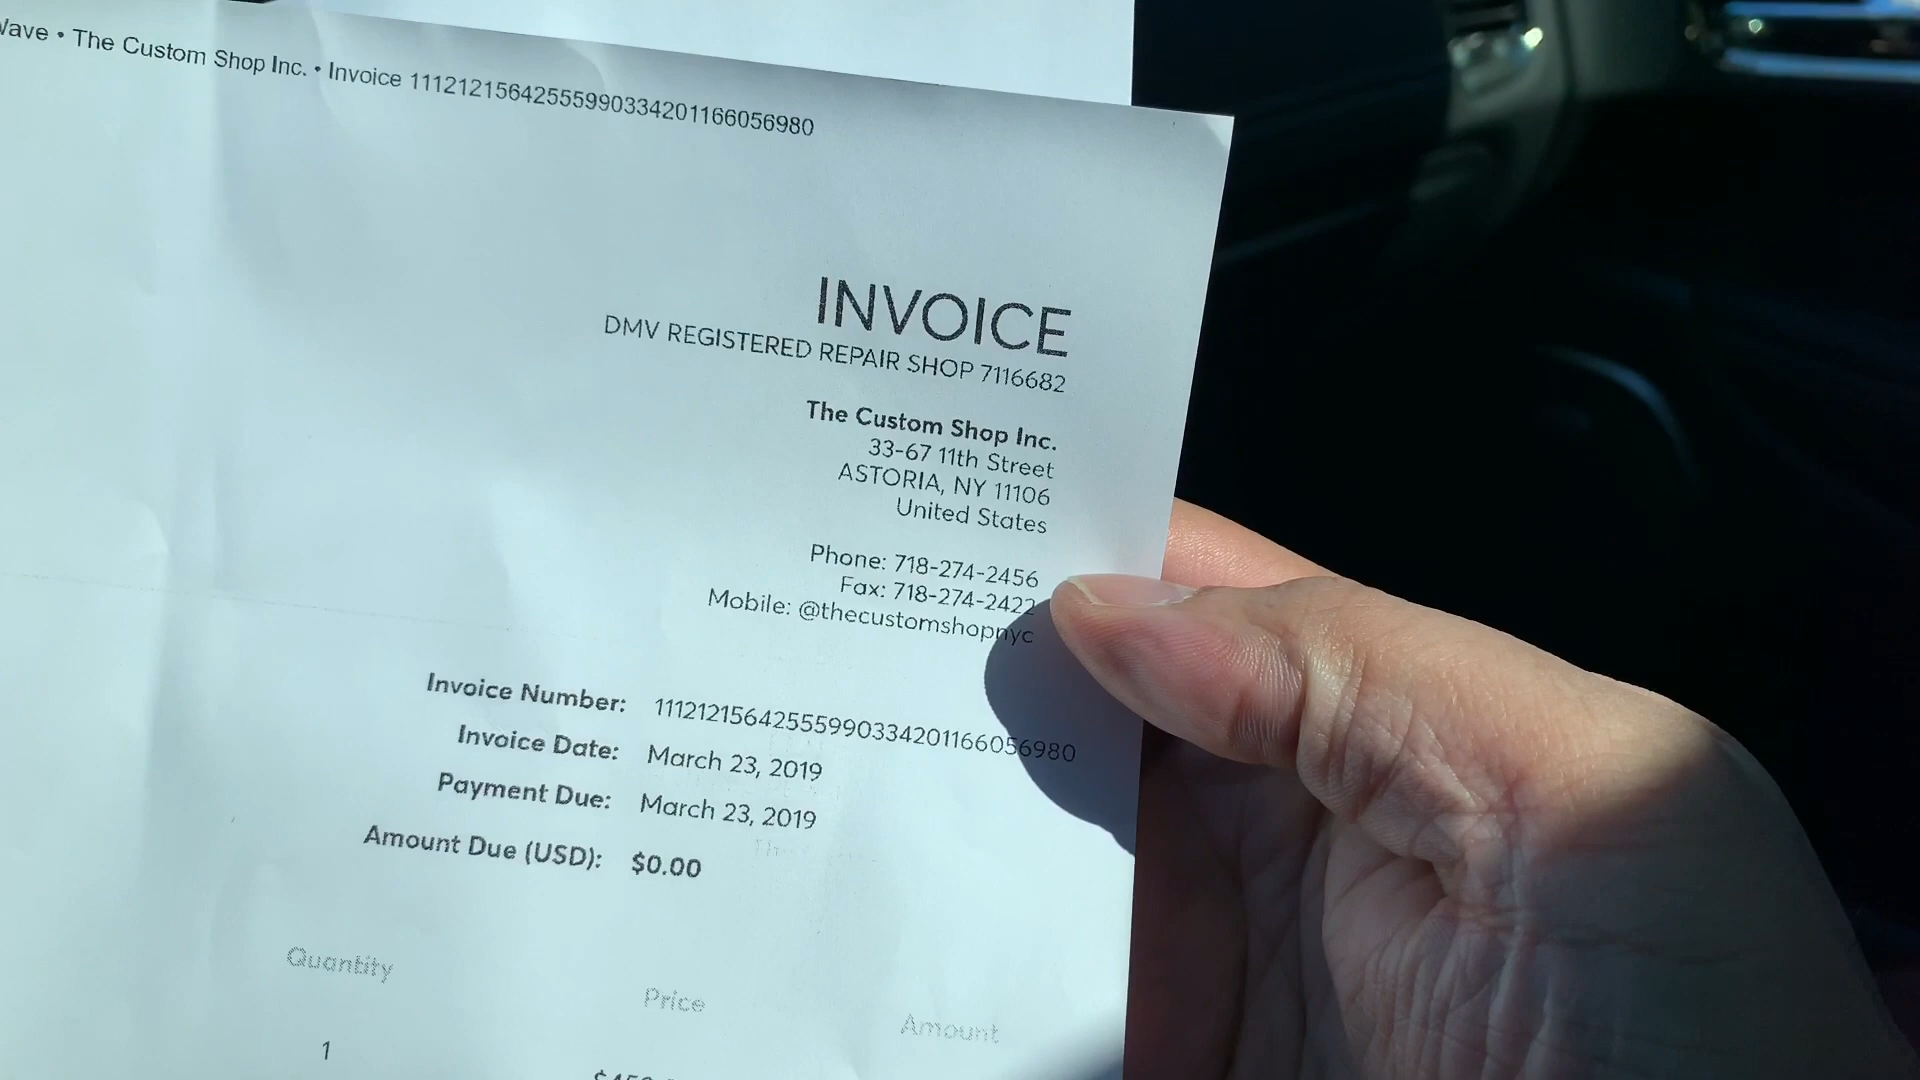 • The Custom Shop Inc. • Invoice 11121215642555990334201166056980
INVOICE
DMV REGISTERED REPAIR SHOP 7116682
The Custom Shop Inc.
33-67 11th Street
ASTORIA, NY 11106
United States
Phone: 718-274-2456
Fax: 718-274-2422
Mobile: @thecustomshopnyc
Invoice Number: 11121215642555990334201166056980
Invoice Date: March 23, 2019
Payment Due: March 23, 2019
Amount Due (USD): $0.00
Quantity Price Amount
1